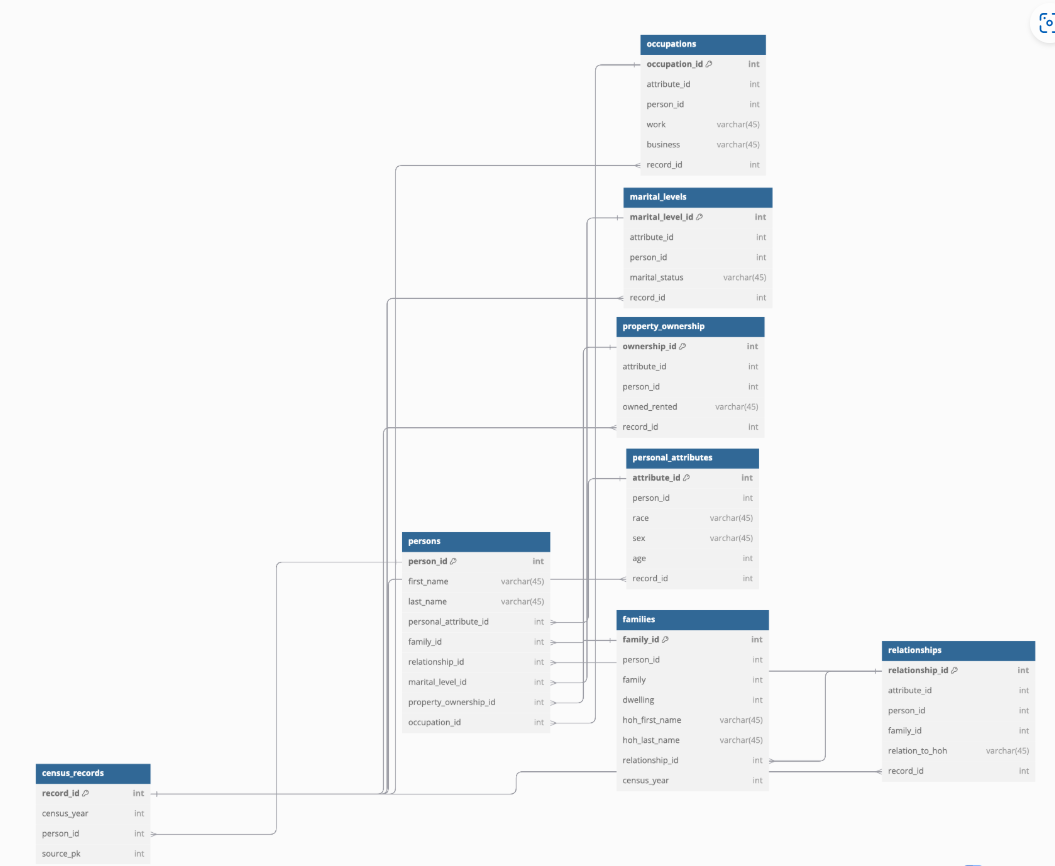 occupations
occupation_id int
attribute_id int
person_id int
work varchar(45)
business varchar(45)
record_id int
marital_levels
marital_level_id int
attribute_id int
person_id int
marital_status varchar(45)
record_id int
property_ownership
ownership_id int
attribute_id int
person_id int
owned_rented varchar(45)
record_id int
personal_attributes
attribute_id int
person_id int
race varchar(45)
sex varchar(45)
age int
record_id int
persons
person_id int
first_name varchar(45)
last_name varchar(45)
personal_attribute_id int
family_id int
relationship_id int
marital_level_id int
property_ownership_id int
occupation_id int
families
family_id int
person_id int
family int
dwelling int
hoh_first_name varchar(45)
hoh_last_name varchar(45)
relationship_id int
census_year int
relationships
relationship_id int
attribute_id int
person_id int
family_id int
relation_to_hoh varchar(45)
record_id int
census_records
record_id int
census_year int
person_id int
source_pk int